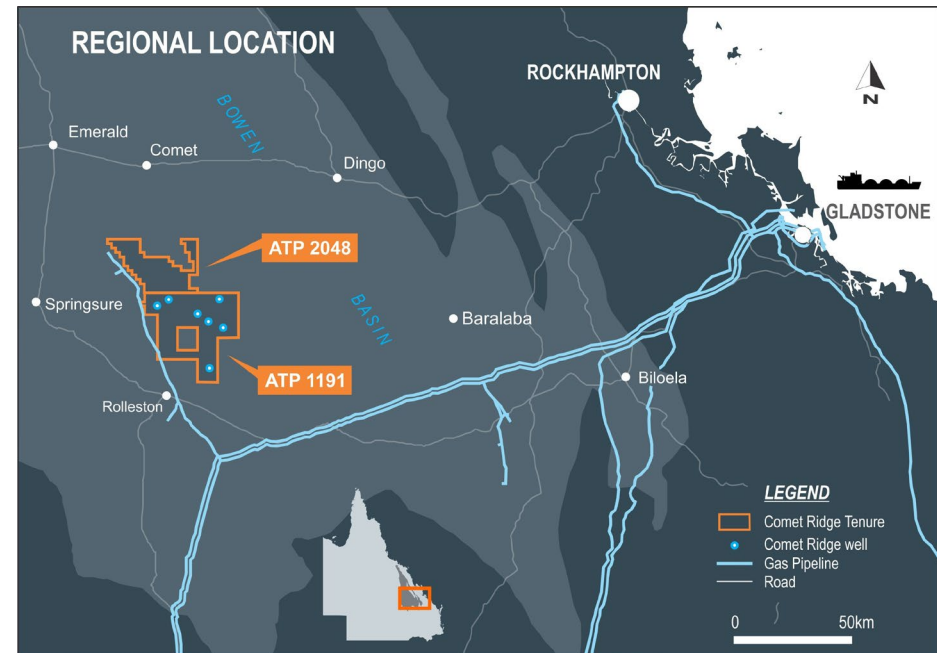 REGIONAL LOCATION
ROCKHAMPTON
N
BOWEN
Emerald
Comet
Dingo
GLADSTONE
ATP 2048
Springsure
BASIN
Baralaba
ATP 1191
Biloela
Rolleston
LEGEND
Comet Ridge Tenure
Comet Ridge well
Gas Pipeline
Road
0 50km